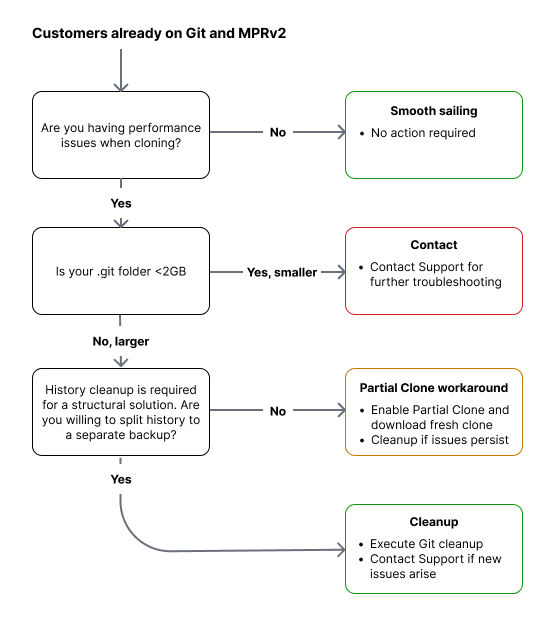 Customers already on Git and MPRv2
Are you having performance
issues when cloning?
No
Smooth sailing
• No action required
Yes
Is your .git folder <2GB
Yes, smaller
Contact
• Contact Support for
further troubleshooting
No, larger
History cleanup is required
for a structural solution. Are
you willing to split history to
a separate backup?
No
Partial Clone workaround
• Enable Partial Clone and
download fresh clone
• Cleanup if issues persist
Yes
Cleanup
• Execute Git cleanup
• Contact Support if new
issues arise